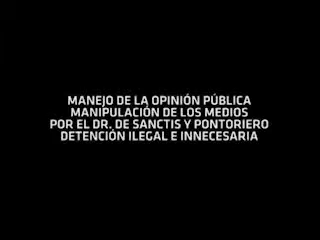 MANEJO DE LA OPINIÓN PÚBLICA
MANIPULACIÓN DE LOS MEDIOS
POR EL DR. DE SANCTIS Y PONTORIERO
DETENCIÓN ILEGAL E INNECESARIA